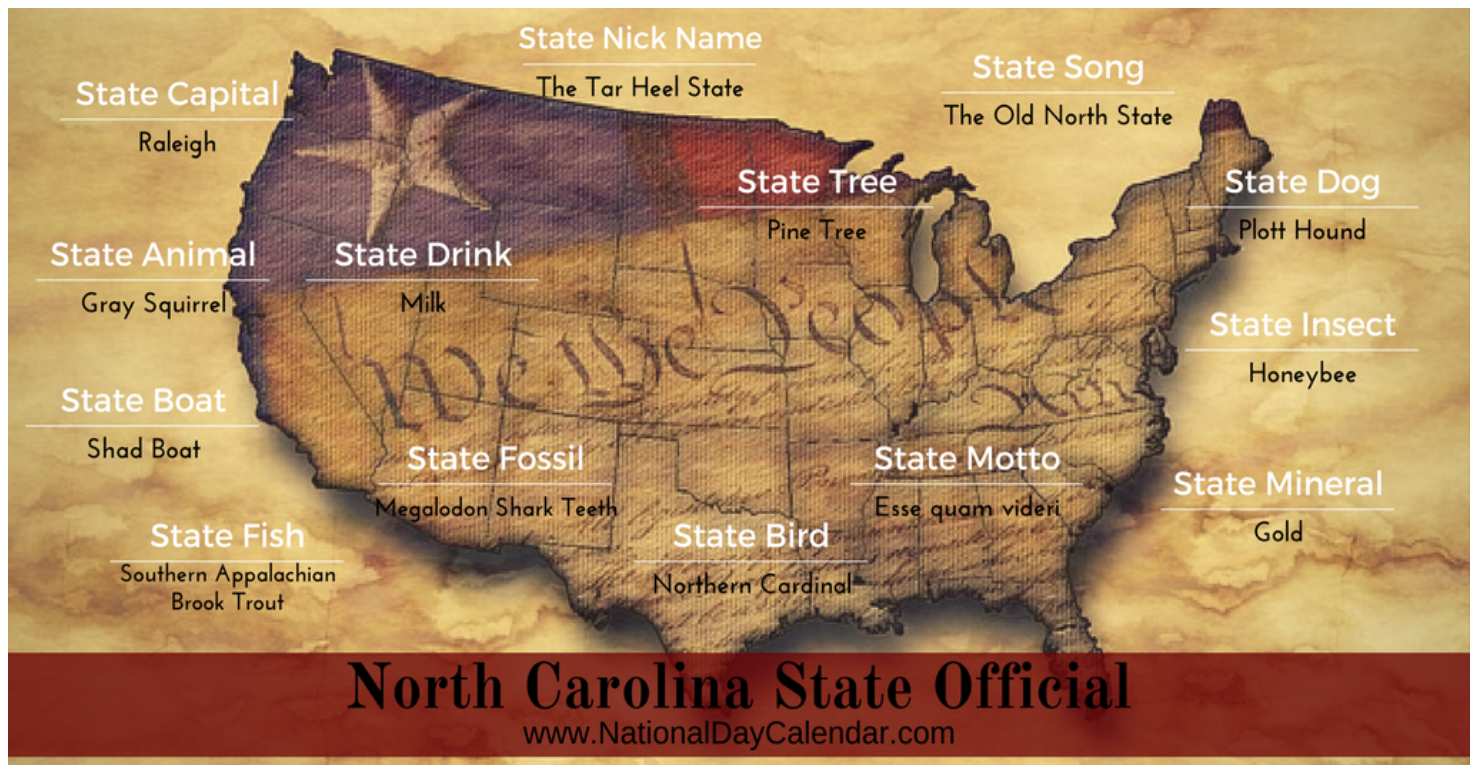 State Nick Name
The Tar Heel State
State Song
The Old North State
State Capital
Raleigh
State Tree
Pine Tree
State Dog
Plott Hound
State Animal
Gray Squirrel
State Drink
Milk
We the People
State Insect
Honeybee
State Boat
Shad Boat
State Fossil
Megalodon Shark Teeth
State Motto
Esse quam videri
State Mineral
Gold
State Fish
Southern Appalachian
Brook Trout
State Bird
Northern Cardinal
North Carolina State Official
www.NationalDayCalendar.com